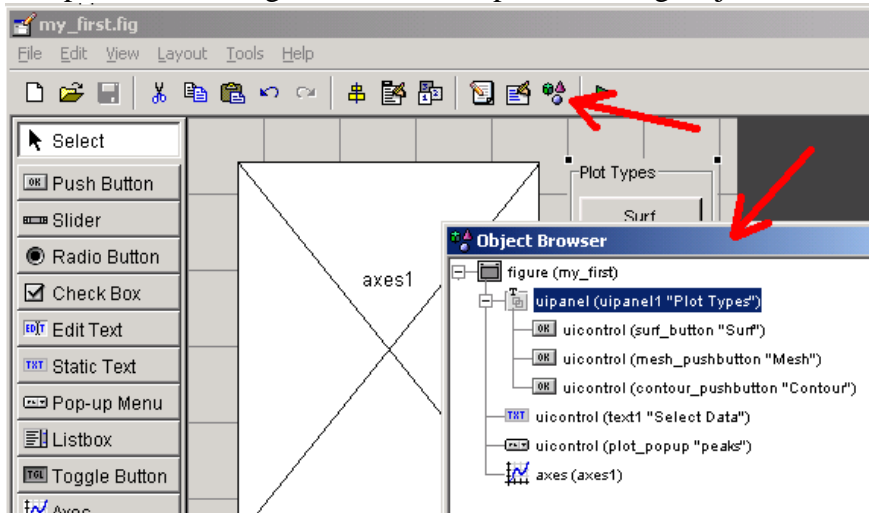 my_first.fig
File Edit View Layout Tools Help
Select
Push Button
Slider
Radio Button
Check Box
Edit Text
Static Text
Pop-up Menu
Listbox
Toggle Button
Axes
axes1
Plot Types
Surf
Object Browser
figure (my_first)
uipanel (uipanel1 "Plot Types")
uicontrol (surf_button "Surf")
uicontrol (mesh_pushbutton "Mesh")
uicontrol (contour_pushbutton "Contour")
uicontrol (text1 "Select Data")
uicontrol (plot_popup "peaks")
axes (axes1)